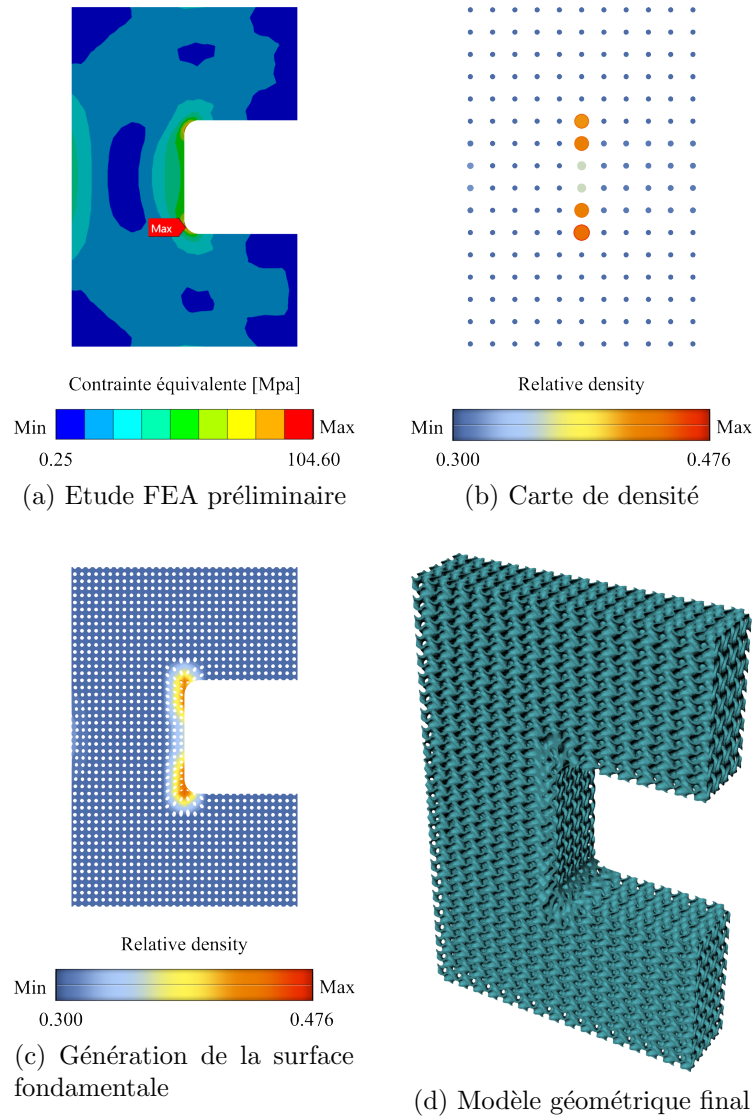 Max
Contrainte équivalente [Mpa]
Min
Max
0.25
104.60
(a) Etude FEA préliminaire
Relative density
Min
Max
0.300
0.476
(b) Carte de densité
Relative density
Min
Max
0.300
0.476
(c) Génération de la surface
fondamentale
(d) Modèle géométrique final